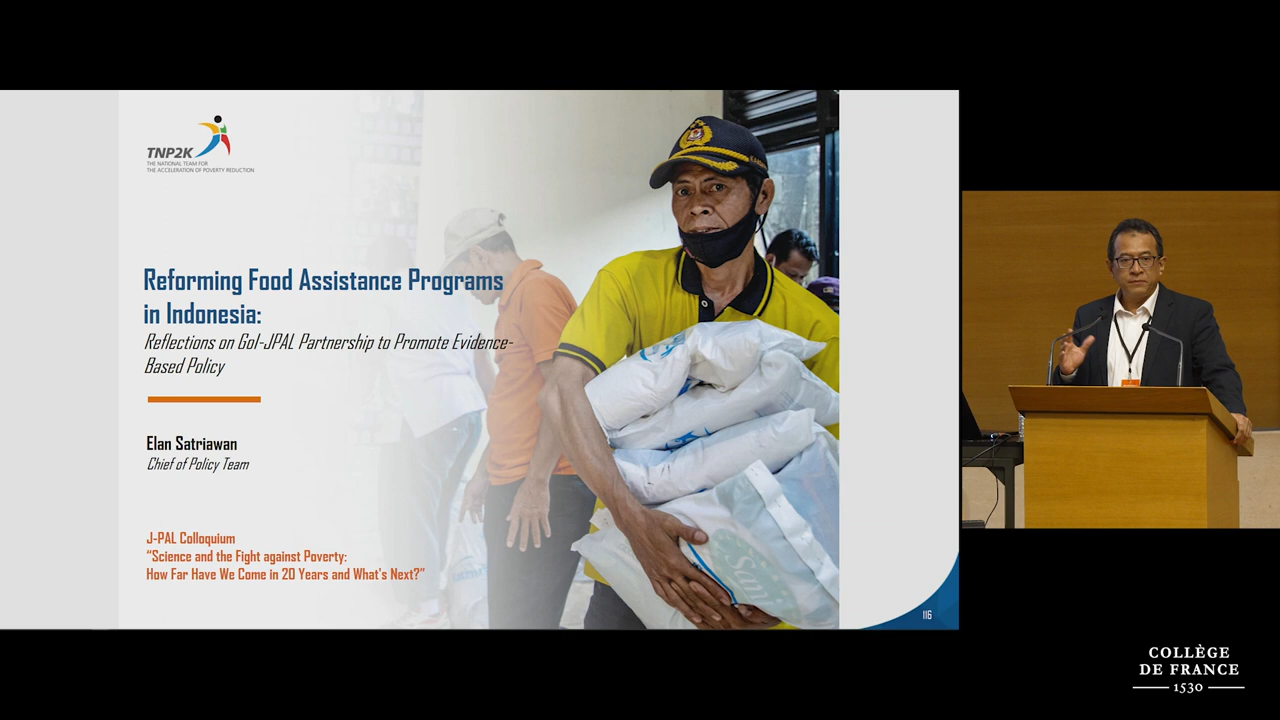 TNP2K
THE NATIONAL TEAM FOR
THE ACCELERATION OF POVERTY REDUCTION
Reforming Food Assistance Programs
in Indonesia:
Reflections on GoI-JPAL Partnership to Promote Evidence-
Based Policy
Elan Satriawan
Chief of Policy Team
J-PAL Colloquium
“Science and the Fight against Poverty:
How Far Have We Come in 20 Years and What's Next?”
116
Sani
COLLÈGE
DE FRANCE
1530